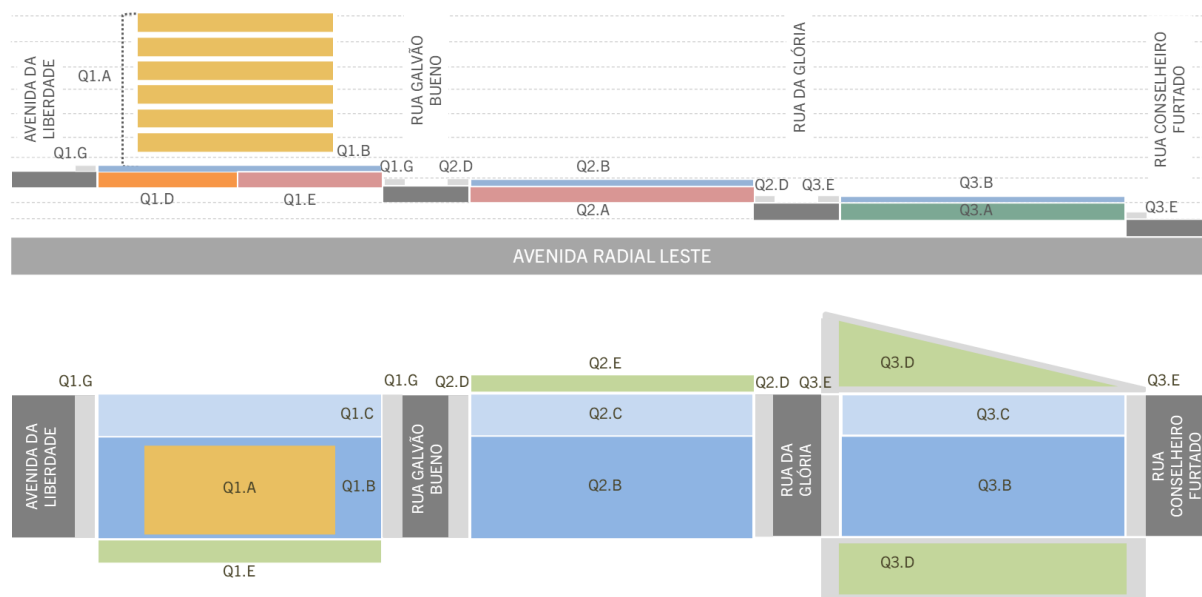 AVENIDA DA
LIBERDADE
Q1.A
RUA GALVÃO
BUENO
RUA DA GLÓRIA
RUA CONSELHEIRO
FURTADO
Q1.G
Q1.B
Q1.G
Q2.D
Q2.B
Q2.D
Q3.E
Q3.B
Q3.E
Q1.D
Q1.E
Q2.A
Q3.A
AVENIDA RADIAL LESTE
Q3.D
Q2.E
Q1.G
Q1.G
Q2.D
Q2.D
Q3.E
Q3.E
Q1.C
Q2.C
Q3.C
AVENIDA DA
LIBERDADE
Q1.A
Q1.B
RUA GALVÃO
BUENO
Q2.B
RUA DA
GLÓRIA
Q3.B
RUA
CONSELHEIRO
FURTADO
Q1.E
Q3.D